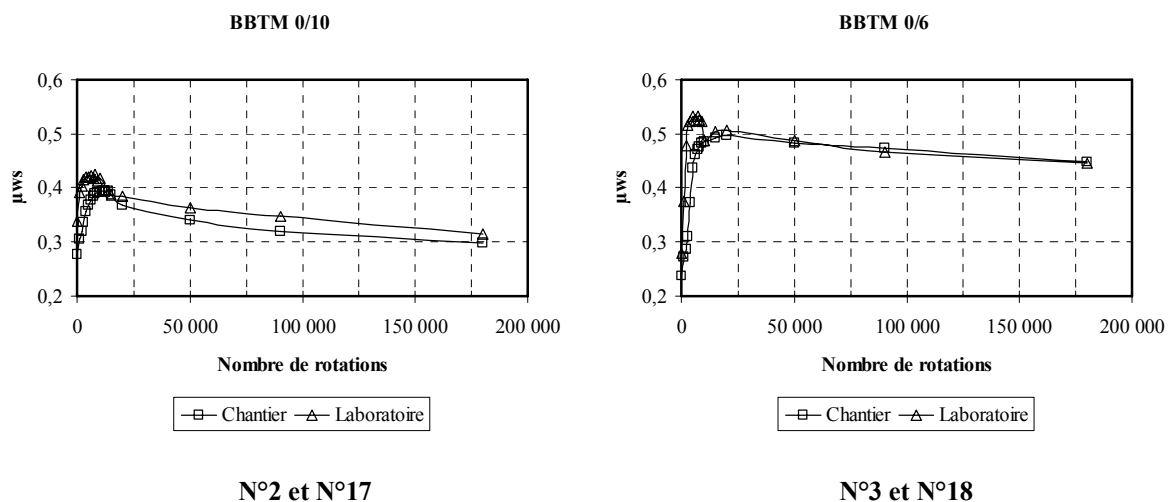 BBTM 0/10
0,6
0,5
0,4
0,3
0,2
µws
0 50 000 100 000 150 000 200 000
Nombre de rotations
Chantier Laboratoire
N°2 et N°17
BBTM 0/6
0,6
0,5
0,4
0,3
0,2
µws
0 50 000 100 000 150 000 200 000
Nombre de rotations
Chantier Laboratoire
N°3 et N°18